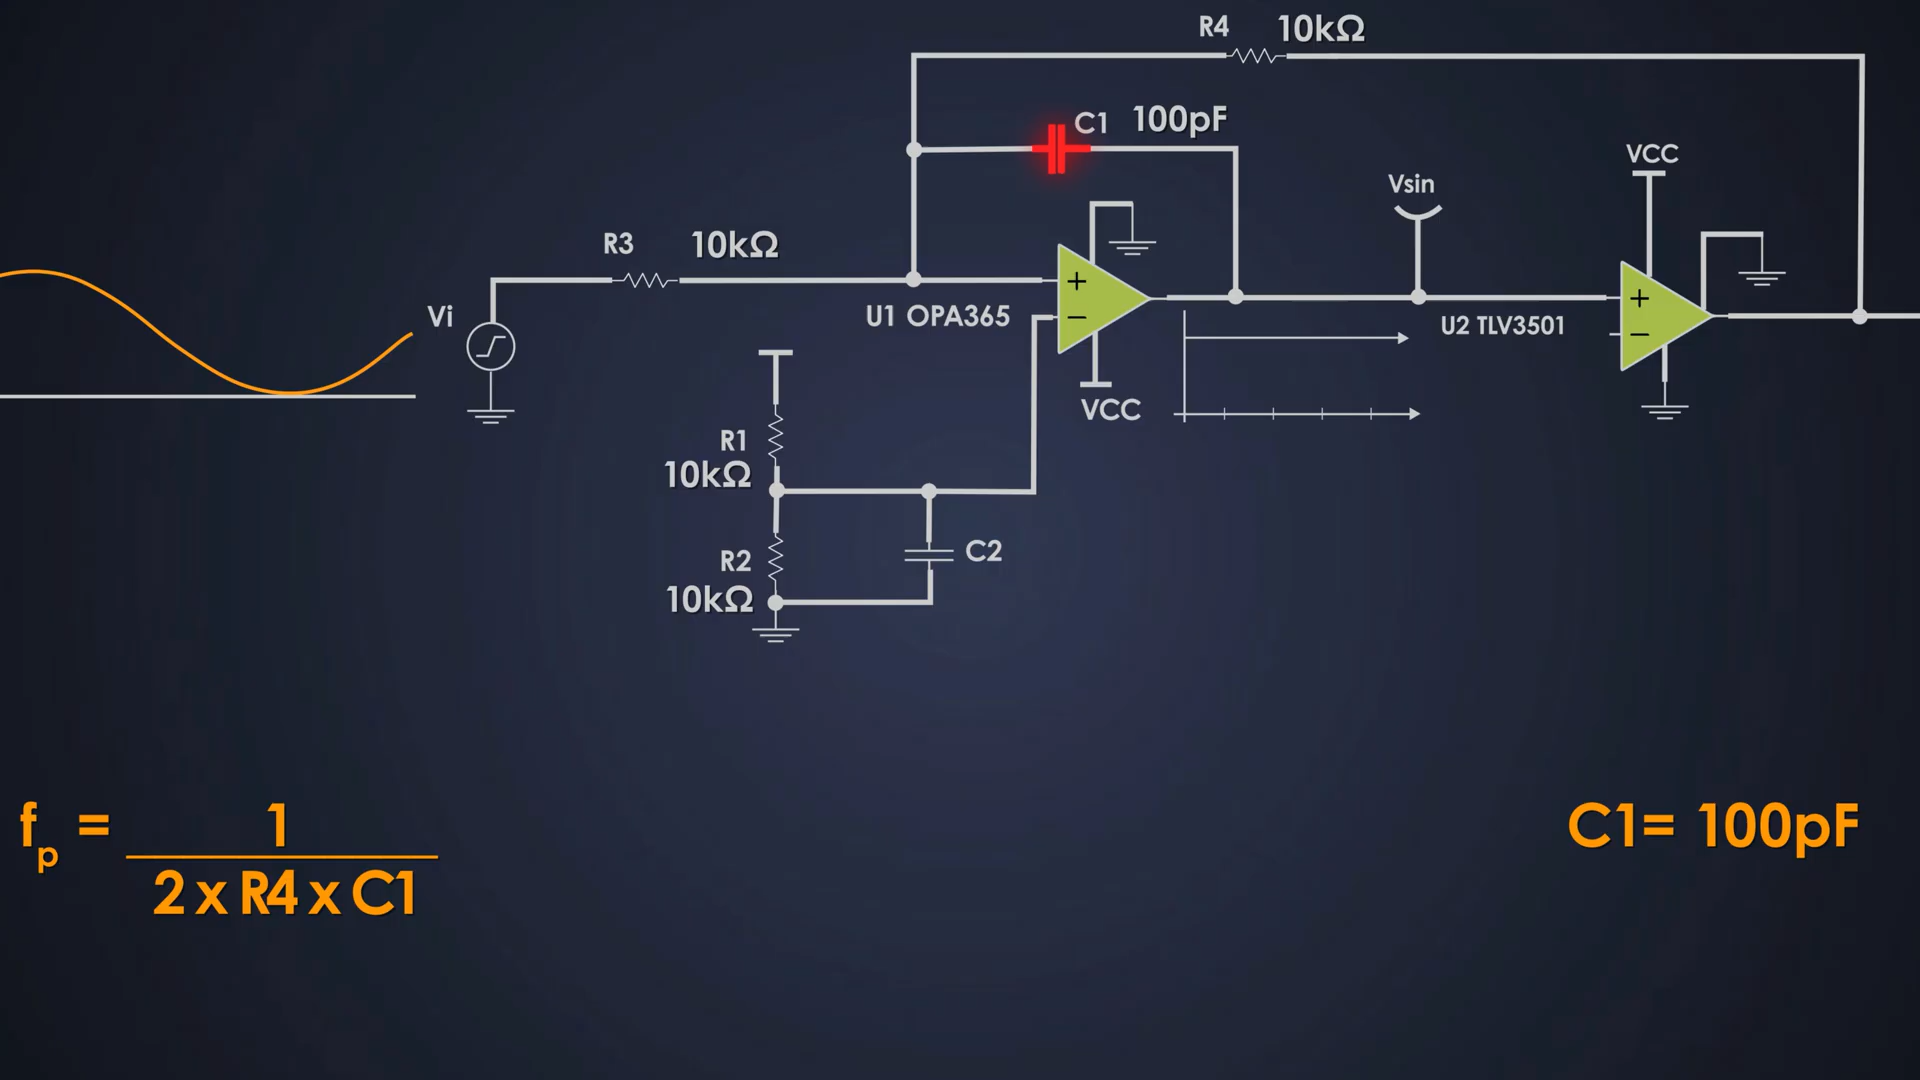 R4 10kΩ
C1 100pF
VCC
Vsin
R3 10kΩ
+
−
U1 OPA365
Vi
+
−
U2 TLV3501
VCC
R1
10kΩ
R2
10kΩ
C2
fp = 1
2 x R4 x C1
C1= 100pF